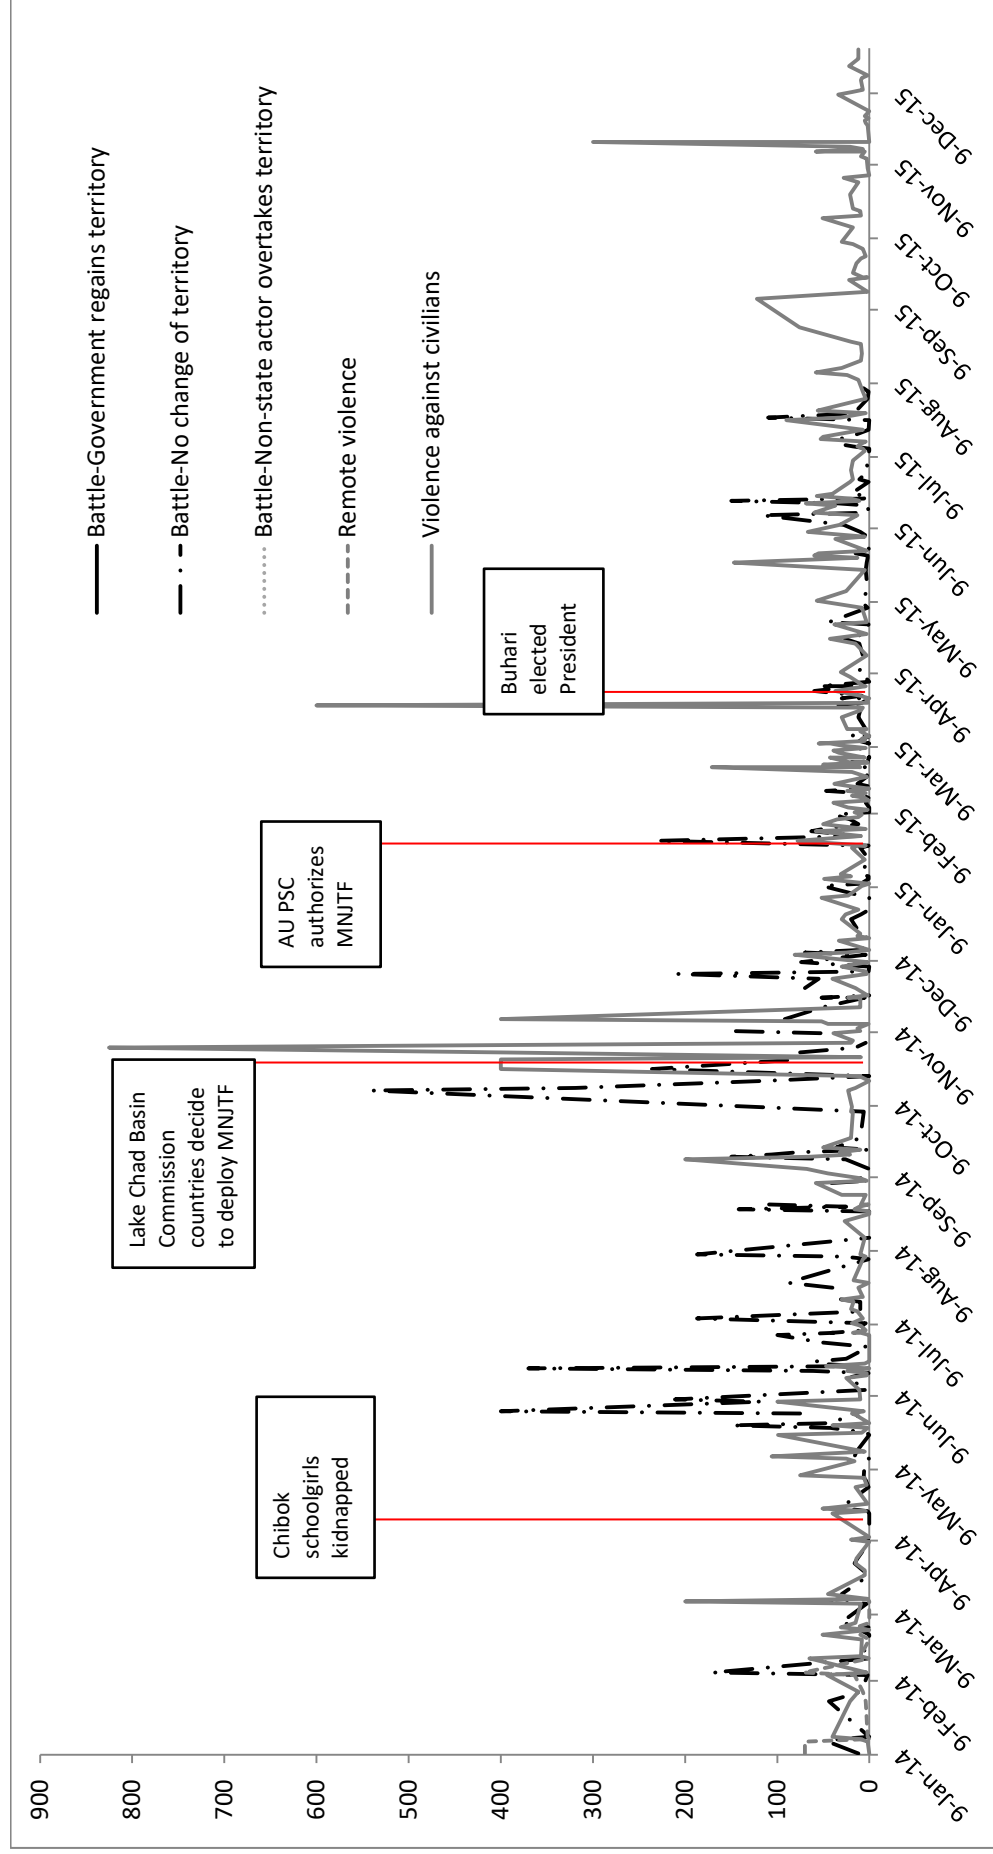 Battle-Government regains territory
Battle-No change of territory
Battle-Non-state actor overtakes territory
Remote violence
Violence against civilians
Chibok
schoolgirls
kidnapped
Lake Chad Basin
Commission
countries decide
to deploy MNJTF
AU PSC
authorizes
MNJTF
Buhari
elected
President
900
800
700
600
500
400
300
200
100
0
9-Jan-14
9-Feb-14
9-Mar-14
9-Apr-14
9-May-14
9-Jun-14
9-Jul-14
9-Aug-14
9-Sep-14
9-Oct-14
9-Nov-14
9-Dec-14
9-Jan-15
9-Feb-15
9-Mar-15
9-Apr-15
9-May-15
9-Jun-15
9-Jul-15
9-Aug-15
9-Sep-15
9-Oct-15
9-Nov-15
9-Dec-15